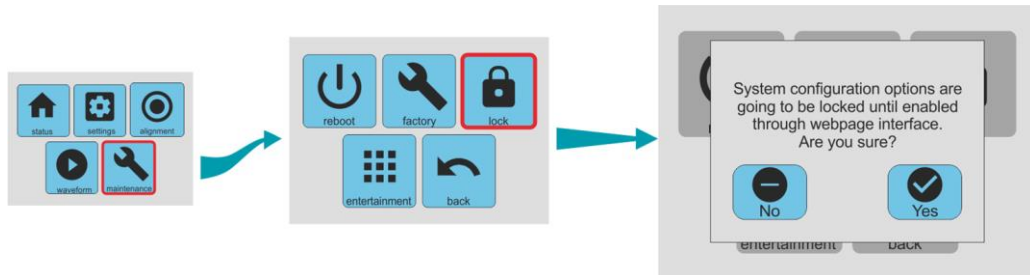 status settings alignment
waveform maintenance
reboot factory lock
entertainment back
System configuration options are
going to be locked until enabled
through webpage interface.
Are you sure?
No Yes
entertainment back